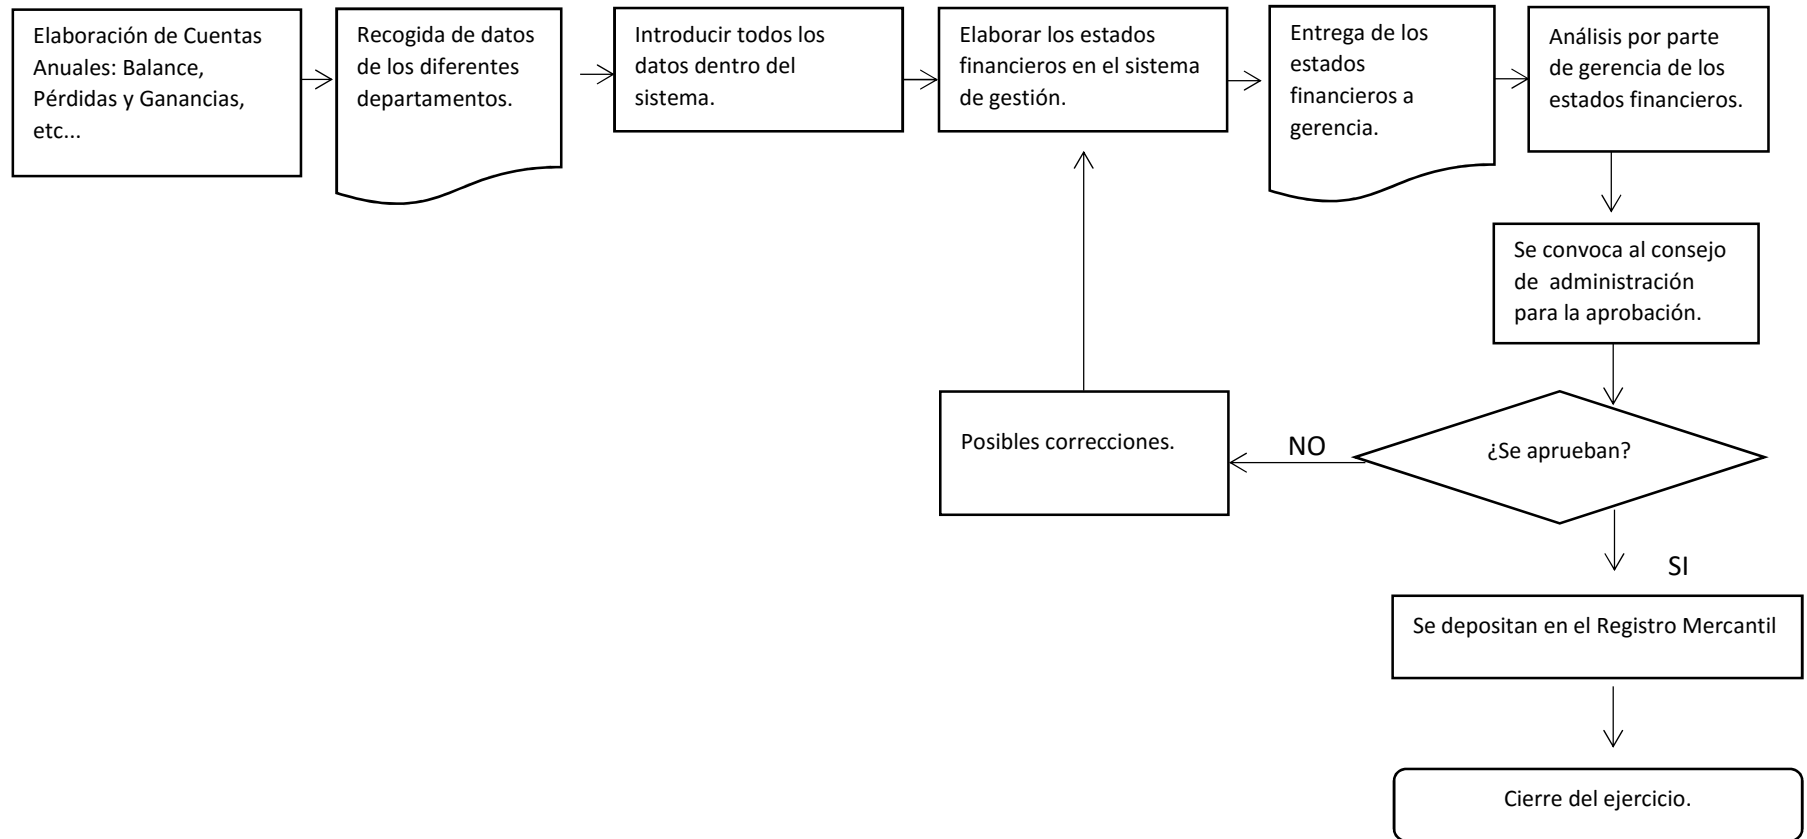 Elaboración de Cuentas
Anuales: Balance,
Pérdidas y Ganancias,
etc...
Recogida de datos
de los diferentes
departamentos.
Introducir todos los
datos dentro del
sistema.
Elaborar los estados
financieros en el sistema
de gestión.
Entrega de los
estados
financieros a
gerencia.
Análisis por parte
de gerencia de los
estados financieros.
Se convoca al consejo
de  administración
para la aprobación.
¿Se aprueban?
NO
Posibles correcciones.
SI
Se depositan en el Registro Mercantil
Cierre del ejercicio.